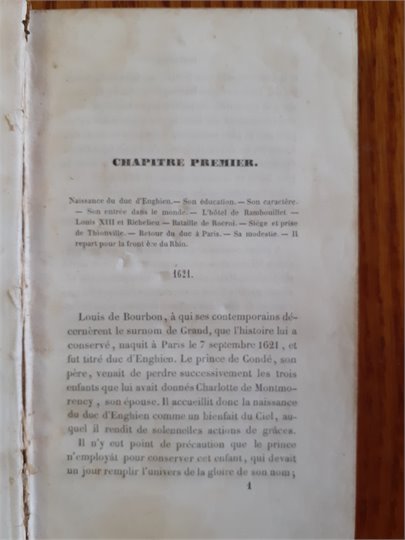 CHAPITRE PREMIER.
Naissance du duc d'Enghien. — Son éducation. — Son caractère.
— Son entrée dans le monde. — L'hôtel de Rambouillet —
Louis XIII et Richelieu — Bataille de Rocroi. — Siége et prise
de Thionville. — Retour du duc à Paris. — Sa modestie. — Il
repart pour la front ère du Rhin.
1621.
Louis de Bourbon, à qui ses contemporains dé-
cernèrent le surnom de Grand, que l'histoire lui a
conservé, naquit à Paris le 7 septembre 1621, et
fut titré duc d'Enghien. Le prince de Condé, son
père, venait de perdre successivement les trois
enfants que lui avait donnés Charlotte de Montmo-
rency, son épouse. Il accueillit donc la naissance
du duc d'Enghien comme un bienfait du Ciel, au-
quel il rendit de solennelles actions de grâces.
Il n'y eut point de précaution que le prince
n'employât pour conserver cet enfant, qui devait
un jour remplir l'univers de la gloire de son nom ;
1